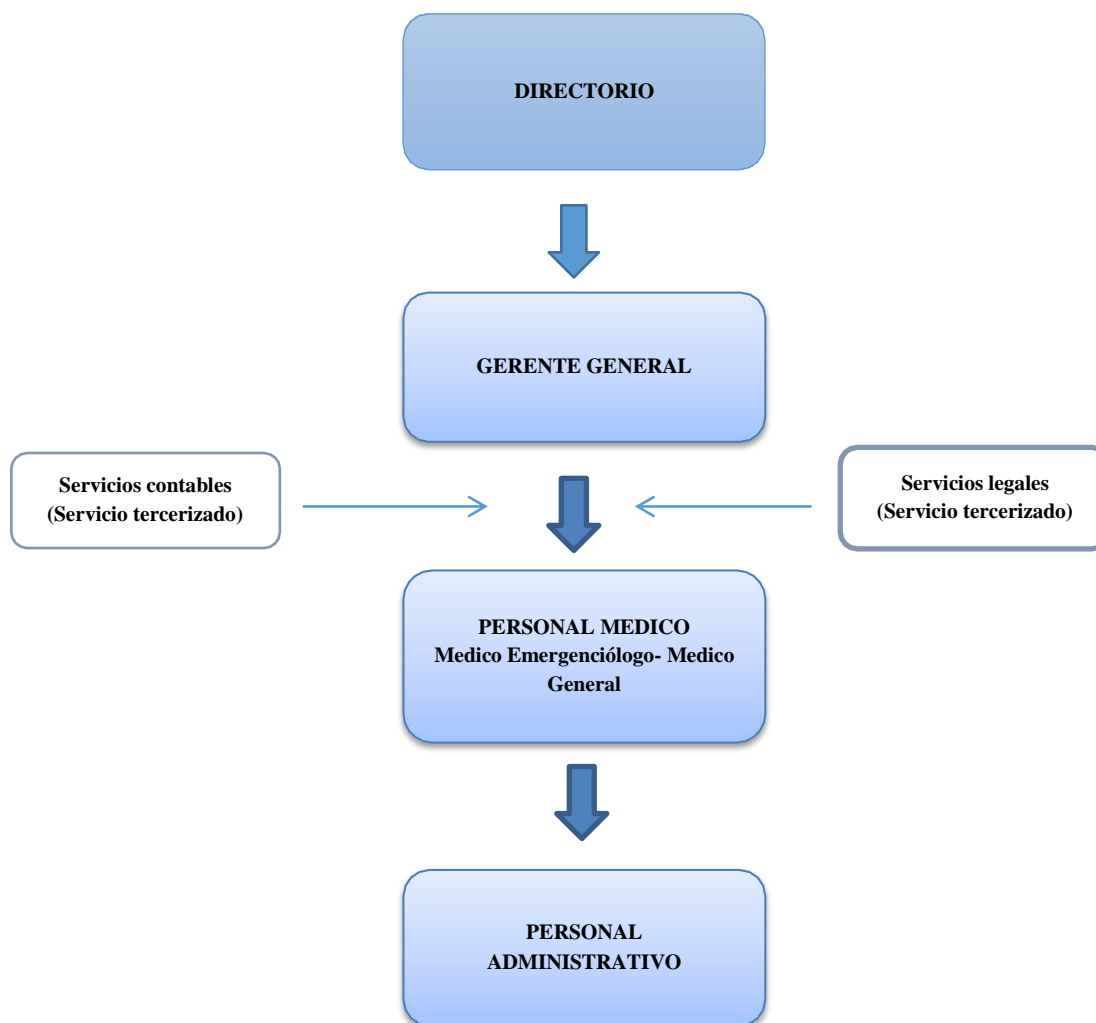 DIRECTORIO
GERENTE GENERAL
Servicios contables
(Servicio tercerizado)
Servicios legales
(Servicio tercerizado)
PERSONAL MEDICO
Medico Emergenciólogo- Medico
General
PERSONAL
ADMINISTRATIVO